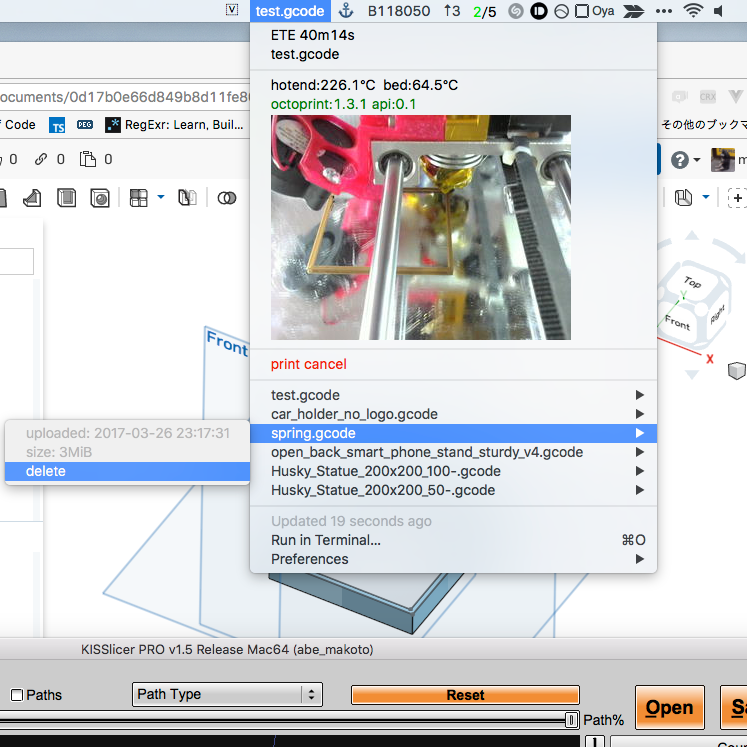 test.gcode B118050 ↑3 2/5 Oya •••
ETE 40m14s
test.gcode
hotend:226.1°C bed:64.5°C
octoprint:1.3.1 api:0.1
ocuments/0d17b0e66d849b8d11fe8
CRX
Code TS PEG .* RegExr: Learn, Buil...
その他のブックマ
0 0 0
?
Front
Top
Front
Right
Y
X
print cancel
test.gcode
car_holder_no_logo.gcode
spring.gcode
open_back_smart_phone_stand_sturdy_v4.gcode
Husky_Statue_200x200_100-.gcode
Husky_Statue_200x200_50-.gcode
uploaded: 2017-03-26 23:17:31
size: 3MiB
delete
Updated 19 seconds ago
Run in Terminal... ⌘O
Preferences
KISSlicer PRO v1.5 Release Mac64 (abe_makoto)
Paths
Path Type
Reset
Open
Path%